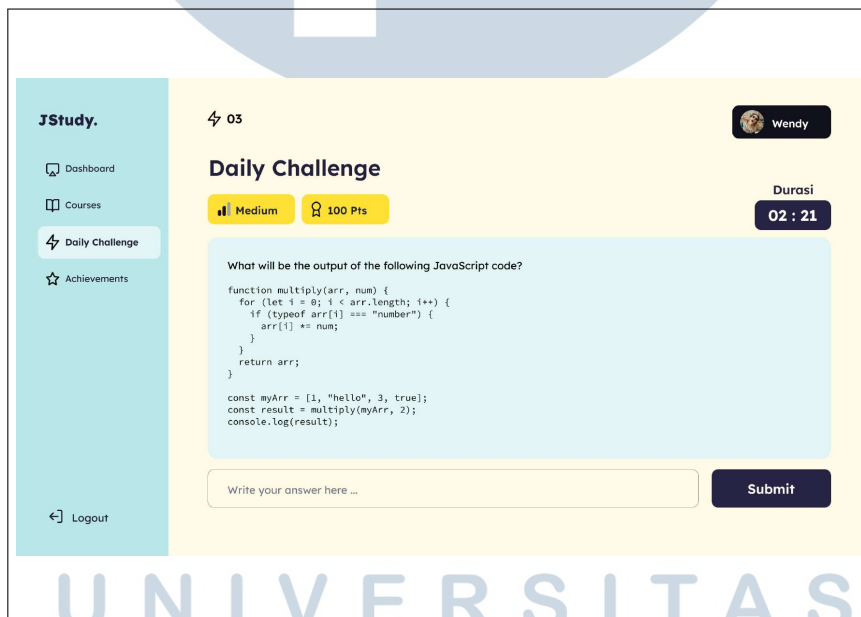 JStudy.
Dashboard
Courses
Daily Challenge
Achievements
Logout
03
Wendy
Daily Challenge
Medium
100 Pts
Durasi
02 : 21
What will be the output of the following JavaScript code?
function multiply(arr, num) {
  for (let i = 0; i < arr.length; i++) {
    if (typeof arr[i] === "number") {
      arr[i] *= num;
    }
  }
  return arr;
}
const myArr = [1, "hello", 3, true];
const result = multiply(myArr, 2);
console.log(result);
Write your answer here ...
Submit
UNIVERSITAS